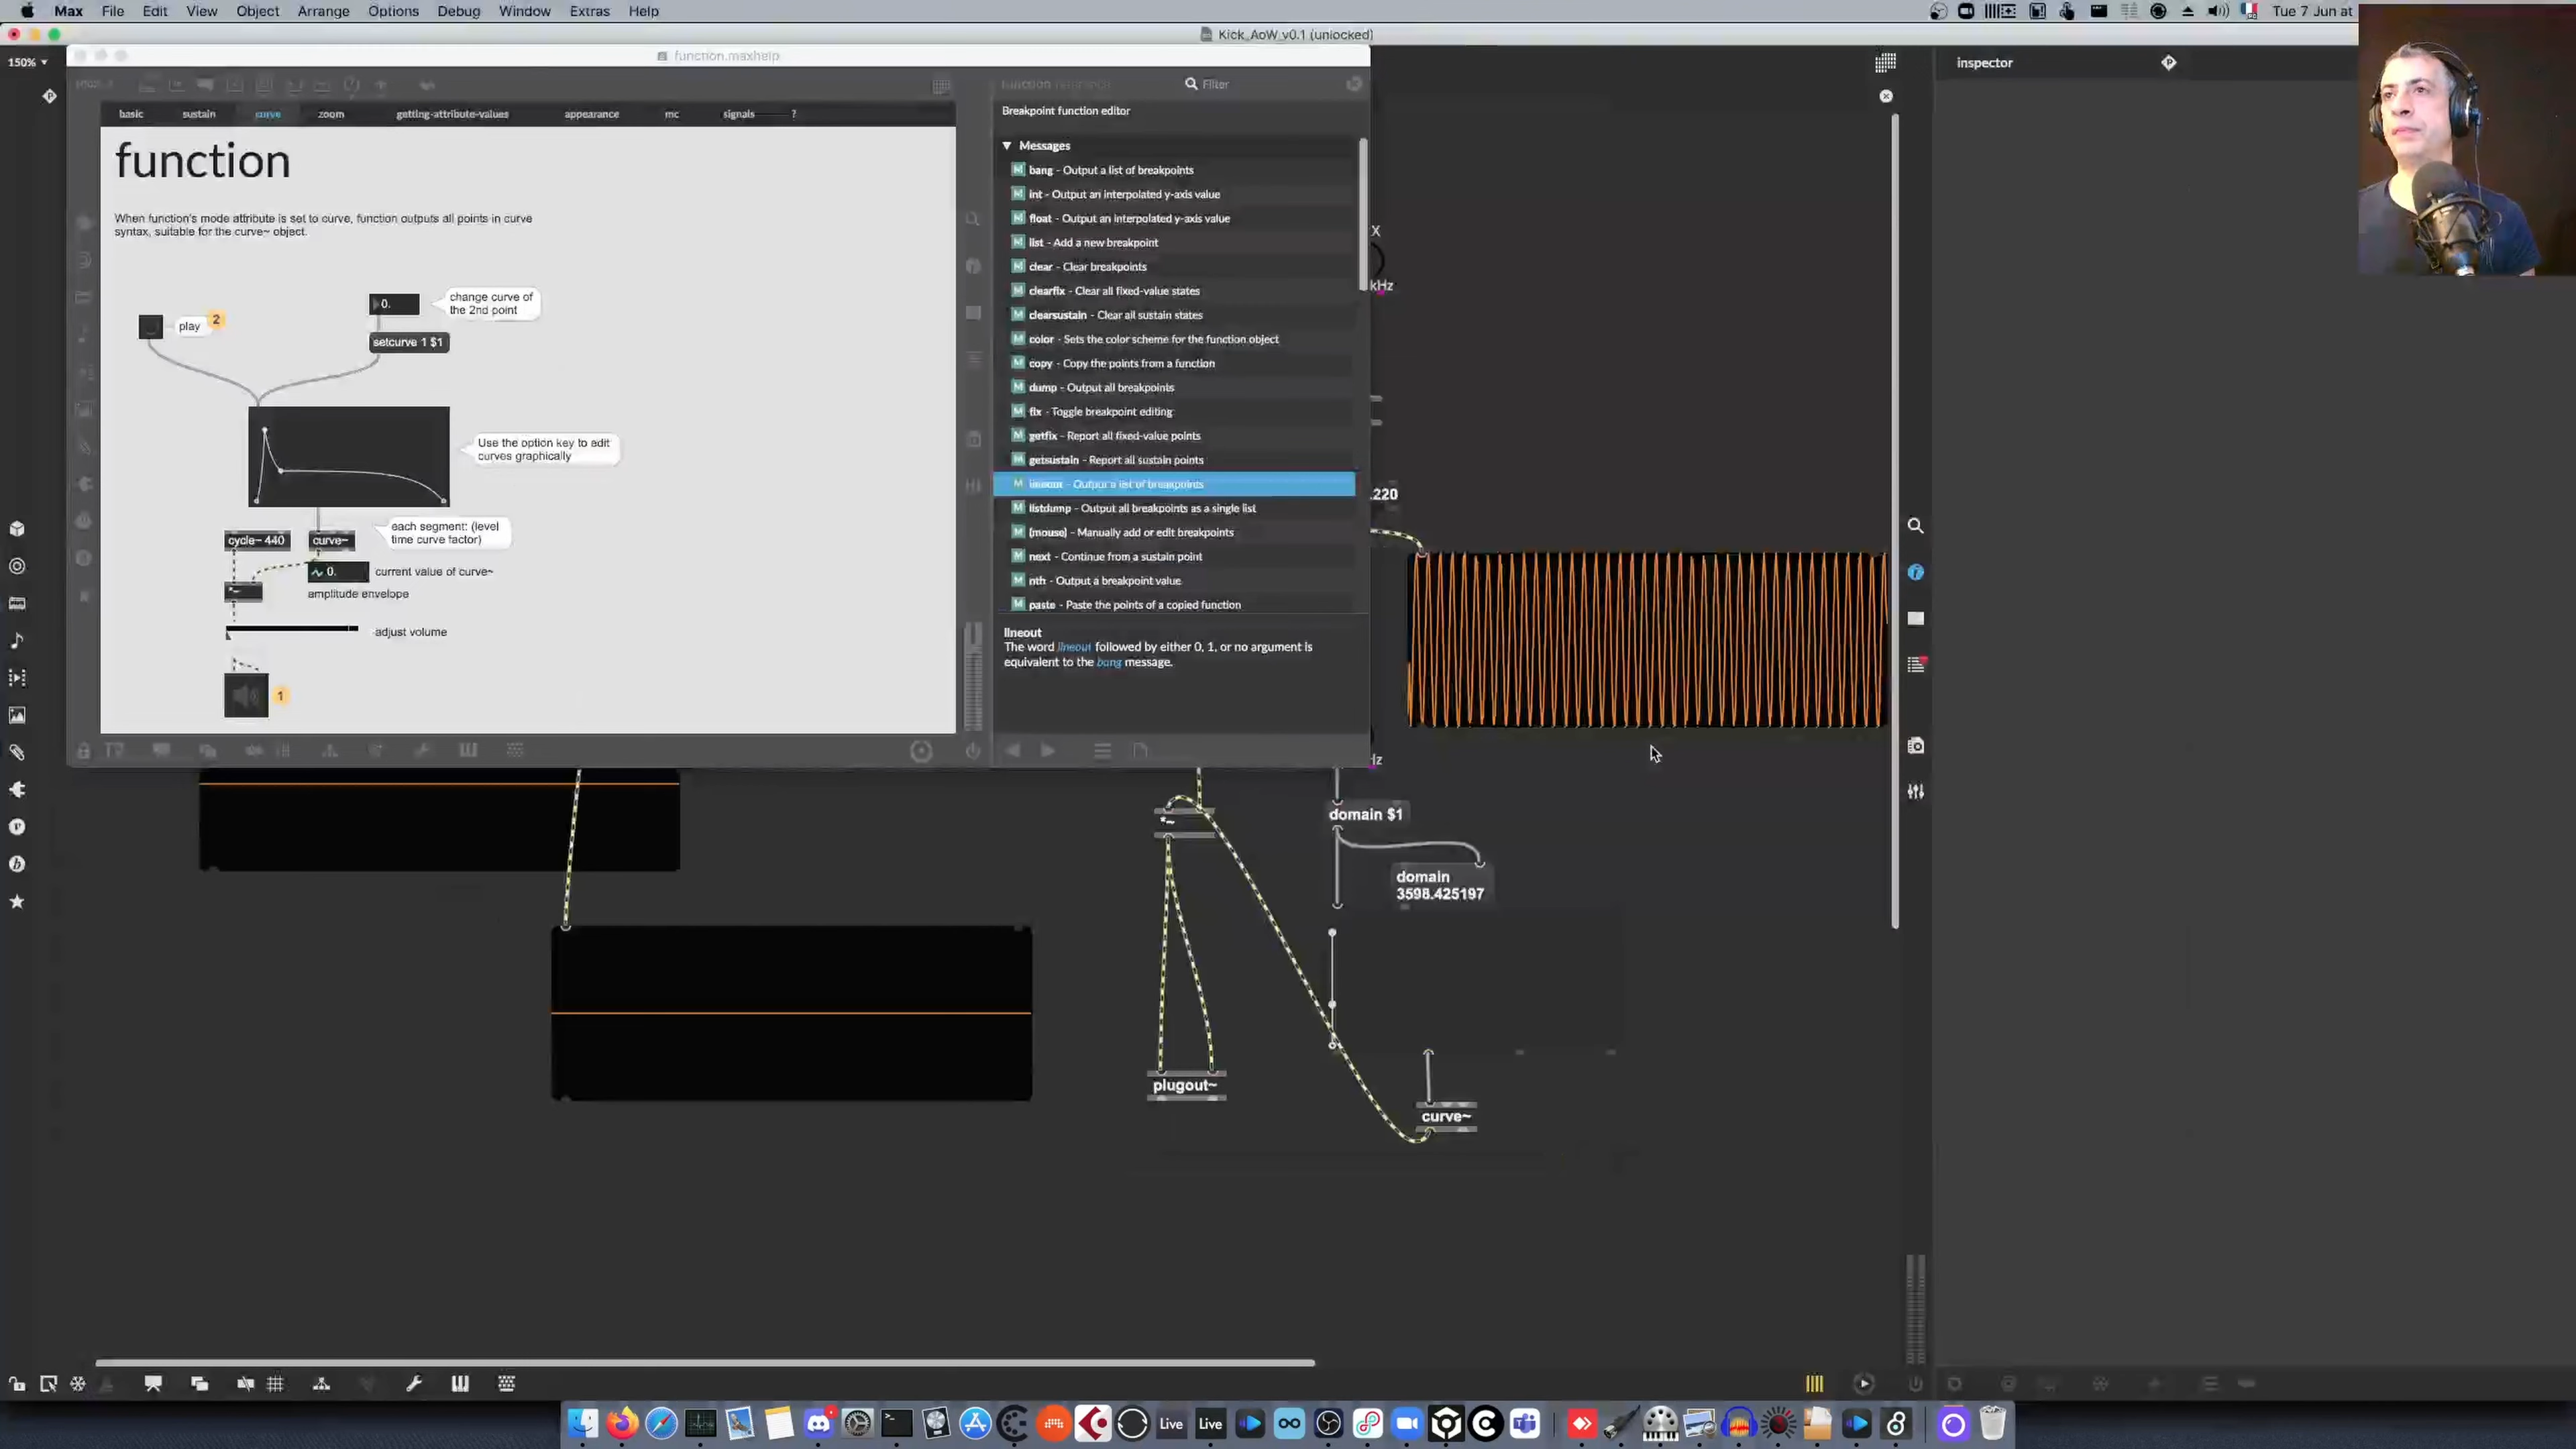 Max File Edit View Object Arrange Options Debug Window Extras Help
Tue 7 Jun at
Kick_AoW_v0.1 (unlocked)
150%
function.maxhelp
inspector
function reference
Filter
basic sustain curve zoom getting-attribute-values appearance mc signals ?
Breakpoint function editor
function
When function's mode attribute is set to curve, function outputs all points in curve
syntax, suitable for the curve~ object.
0.
change curve of
the 2nd point
play 2
setcurve 1 $1
Use the option key to edit
curves graphically
each segment: (level
time curve factor)
cycle~ 440
curve~
0.
current value of curve~
*~
amplitude envelope
adjust volume
1
Messages
bang - Output a list of breakpoints
int - Output an interpolated y-axis value
float - Output an interpolated y-axis value
list - Add a new breakpoint
clear - Clear breakpoints
clearfix - Clear all fixed-value states
clearsustain - Clear all sustain states
color - Sets the color scheme for the function object
copy - Copy the points from a function
dump - Output all breakpoints
fix - Toggle breakpoint editing
getfix - Report all fixed-value points
getsustain - Report all sustain points
lineout - Output a list of breakpoints
listdump - Output all breakpoints as a single list
(mouse) - Manually add or edit breakpoints
next - Continue from a sustain point
nth - Output a breakpoint value
paste - Paste the points of a copied function
lineout
The word lineout followed by either 0, 1, or no argument is
equivalent to the bang message.
X
kHz
.220
Hz
*~
domain $1
domain
3598.425197
plugout~
curve~
Live
Live